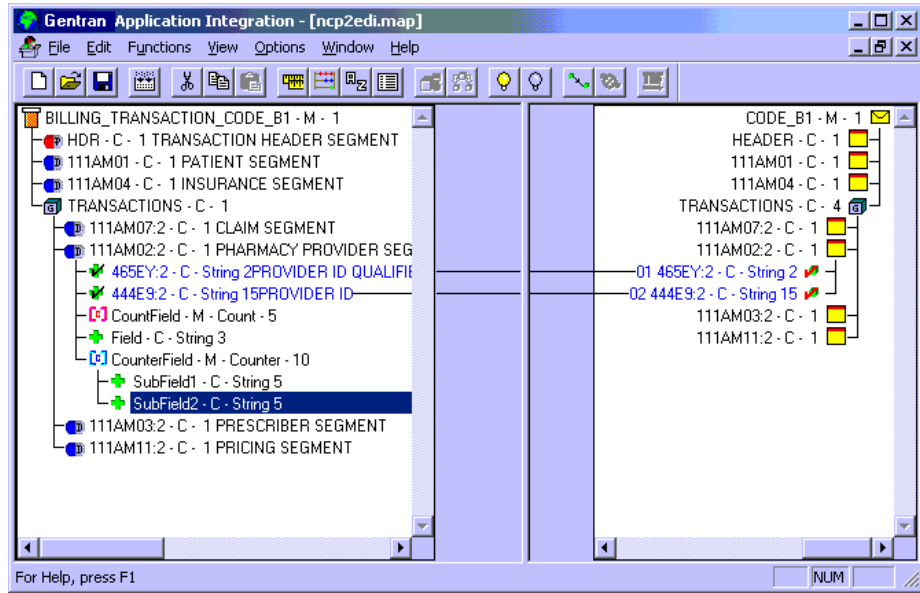 Gentran Application Integration - [ncp2edi.map]
File Edit Functions View Options Window Help
BILLING_TRANSACTION_CODE_B1 - M - 1
HDR - C - 1 TRANSACTION HEADER SEGMENT
111AM01 - C - 1 PATIENT SEGMENT
111AM04 - C - 1 INSURANCE SEGMENT
TRANSACTIONS - C - 1
111AM07:2 - C - 1 CLAIM SEGMENT
111AM02:2 - C - 1 PHARMACY PROVIDER SEG
465EY:2 - C - String 2PROVIDER ID QUALIFIE
444E9:2 - C - String 15PROVIDER ID
CountField - M - Count - 5
Field - C - String 3
CounterField - M - Counter - 10
SubField1 - C - String 5
SubField2 - C - String 5
111AM03:2 - C - 1 PRESCRIBER SEGMENT
111AM11:2 - C - 1 PRICING SEGMENT
CODE_B1 - M - 1
HEADER - C - 1
111AM01 - C - 1
111AM04 - C - 1
TRANSACTIONS - C - 4
111AM07:2 - C - 1
111AM02:2 - C - 1
01 465EY:2 - C - String 2
02 444E9:2 - C - String 15
111AM03:2 - C - 1
111AM11:2 - C - 1
For Help, press F1
NUM